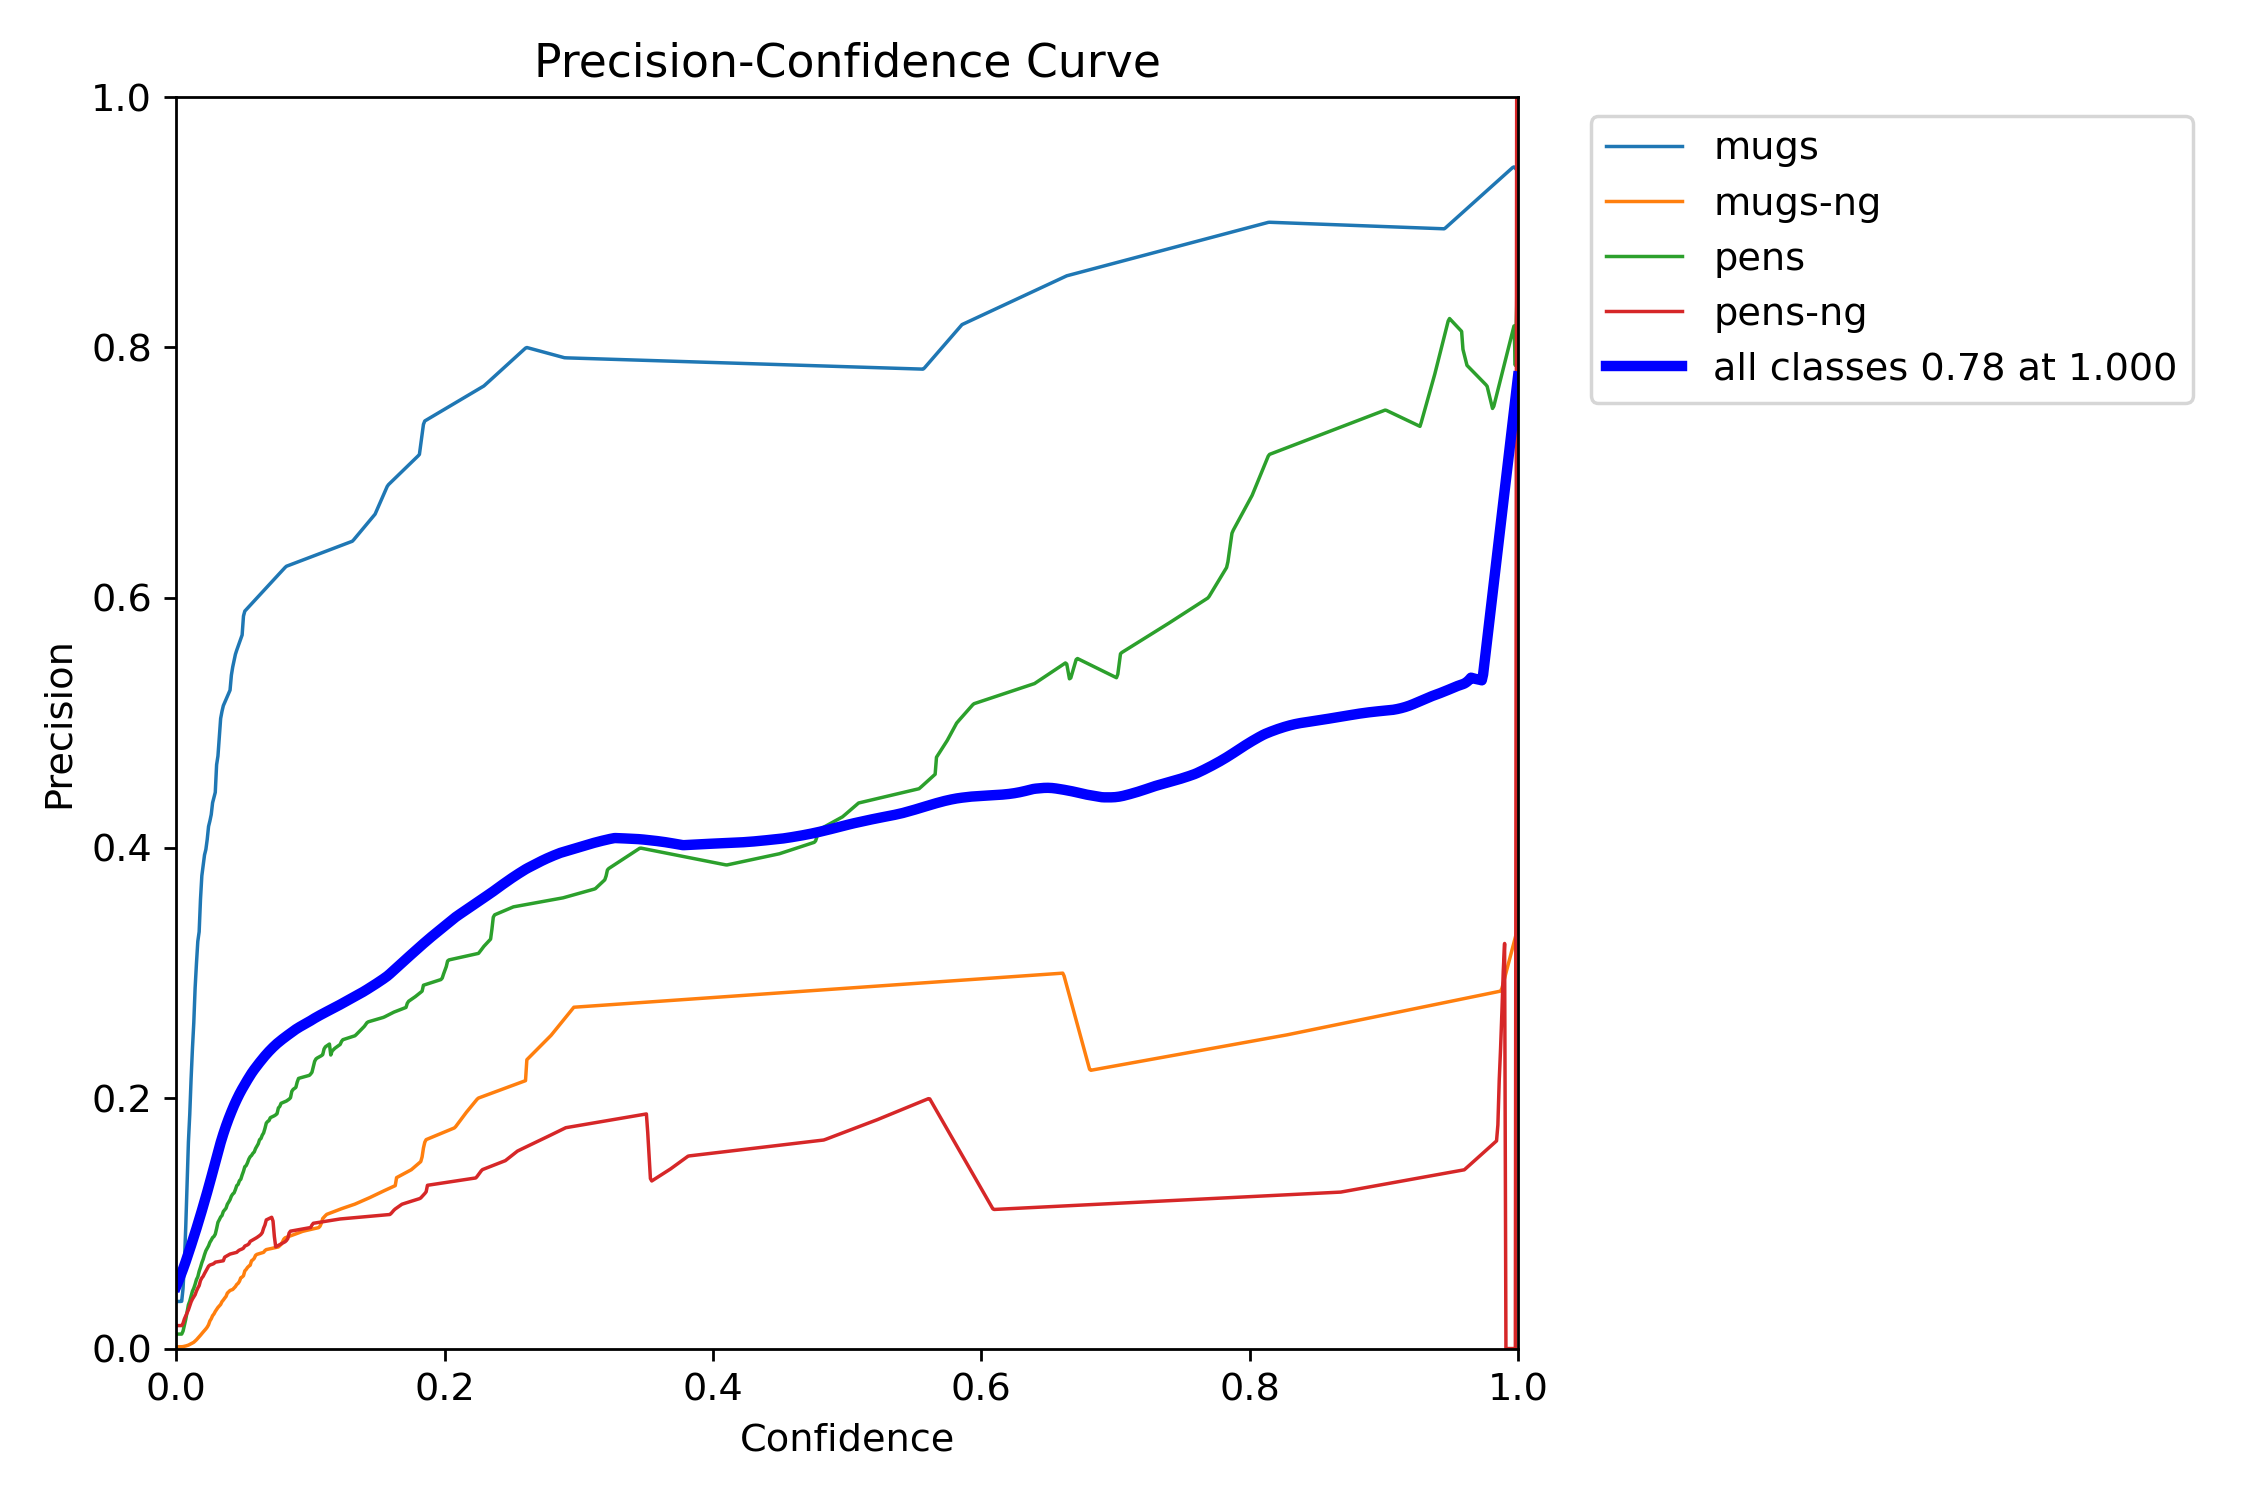 Precision-Confidence Curve
1.0
0.8
0.6
0.4
0.2
0.0
Precision
0.0 0.2 0.4 0.6 0.8 1.0
Confidence
mugs
mugs-ng
pens
pens-ng
all classes 0.78 at 1.000